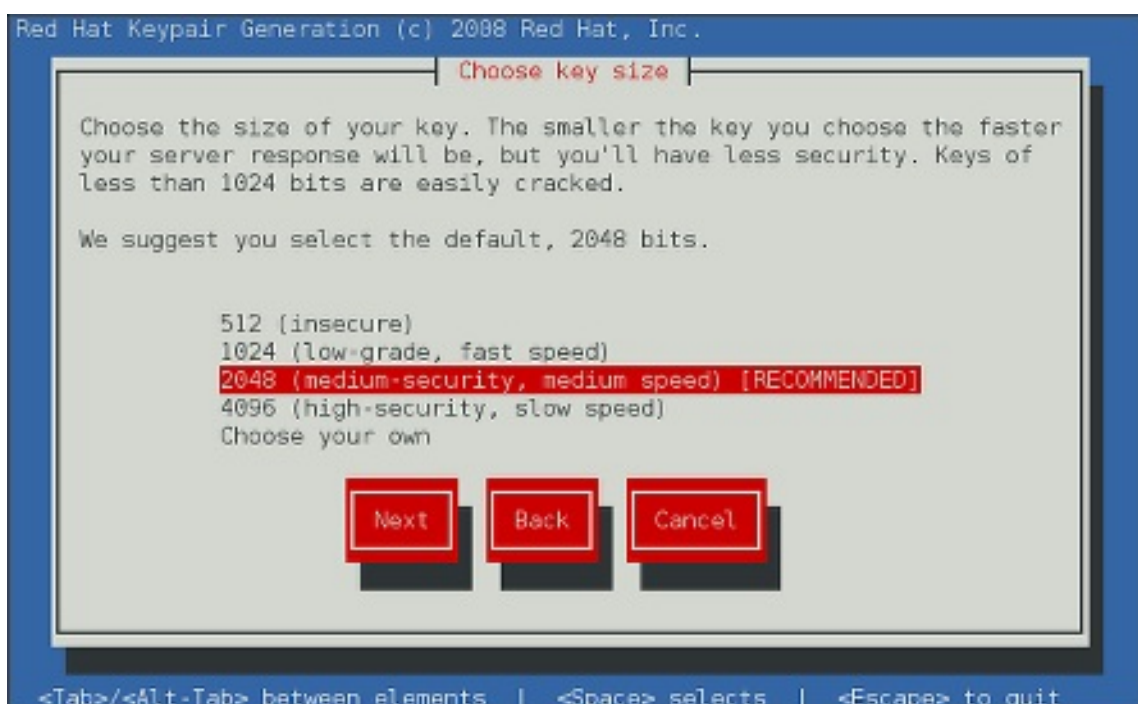 Red Hat Keypair Generation (c) 2008 Red Hat, Inc.
Choose key size
Choose the size of your key. The smaller the key you choose the faster
your server response will be, but you'll have less security. Keys of
less than 1024 bits are easily cracked.
We suggest you select the default, 2048 bits.
512 (insecure)
1024 (low-grade, fast speed)
2048 (medium-security, medium speed) [RECOMMENDED]
4096 (high-security, slow speed)
Choose your own
Next Back Cancel
<Tab>/<Alt-Tab> between elements | <Space> selects | <Escape> to quit